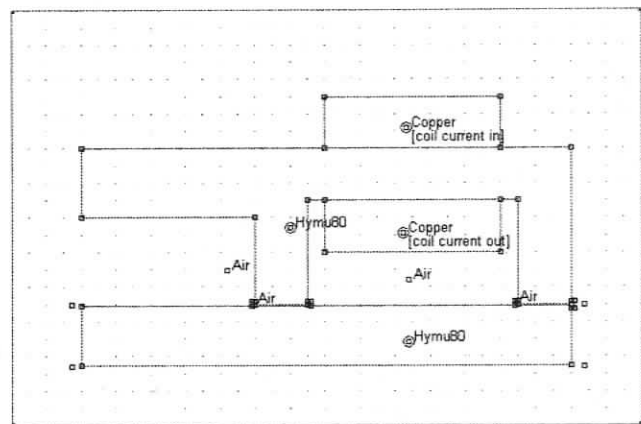 Copper
[coil current in]
Hymu80
Copper
[coil current out]
Air
Air
Air
Air
Hymu80